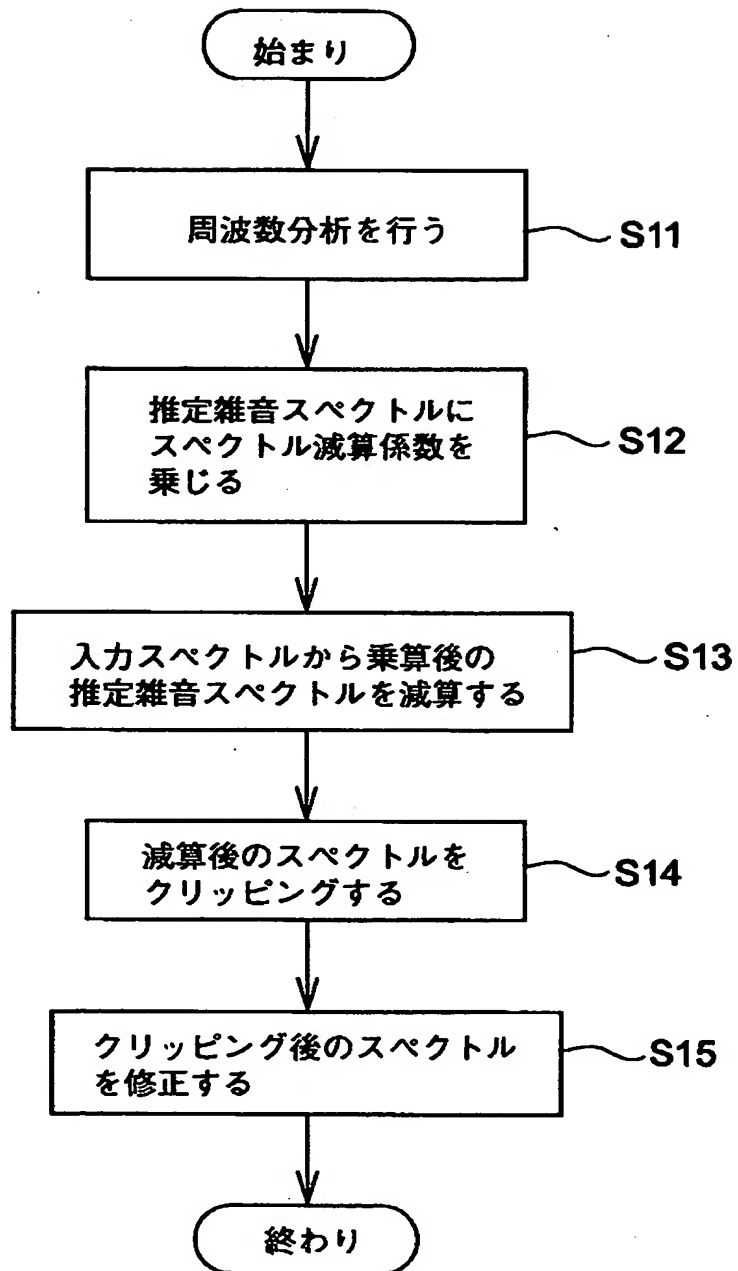 始まり
周波数分析を行う
S11
推定雑音スペクトルに
スペクトル減算係数を
乗じる
S12
入力スペクトルから乗算後の
推定雑音スペクトルを減算する
S13
減算後のスペクトルを
クリッピングする
S14
クリッピング後のスペクトル
を修正する
S15
終わり